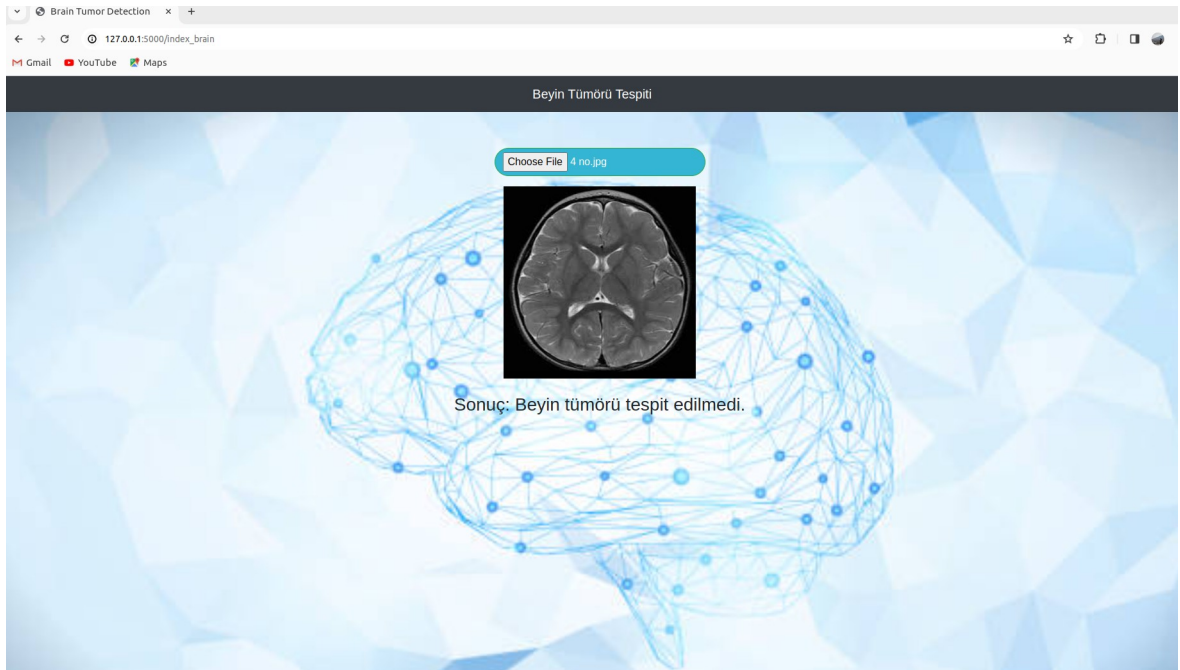 Brain Tumor Detection
127.0.0.1:5000/index_brain
Gmail YouTube Maps
Beyin Tümörü Tespiti
Choose File 4 no.jpg
Sonuç: Beyin tümörü tespit edilmedi.